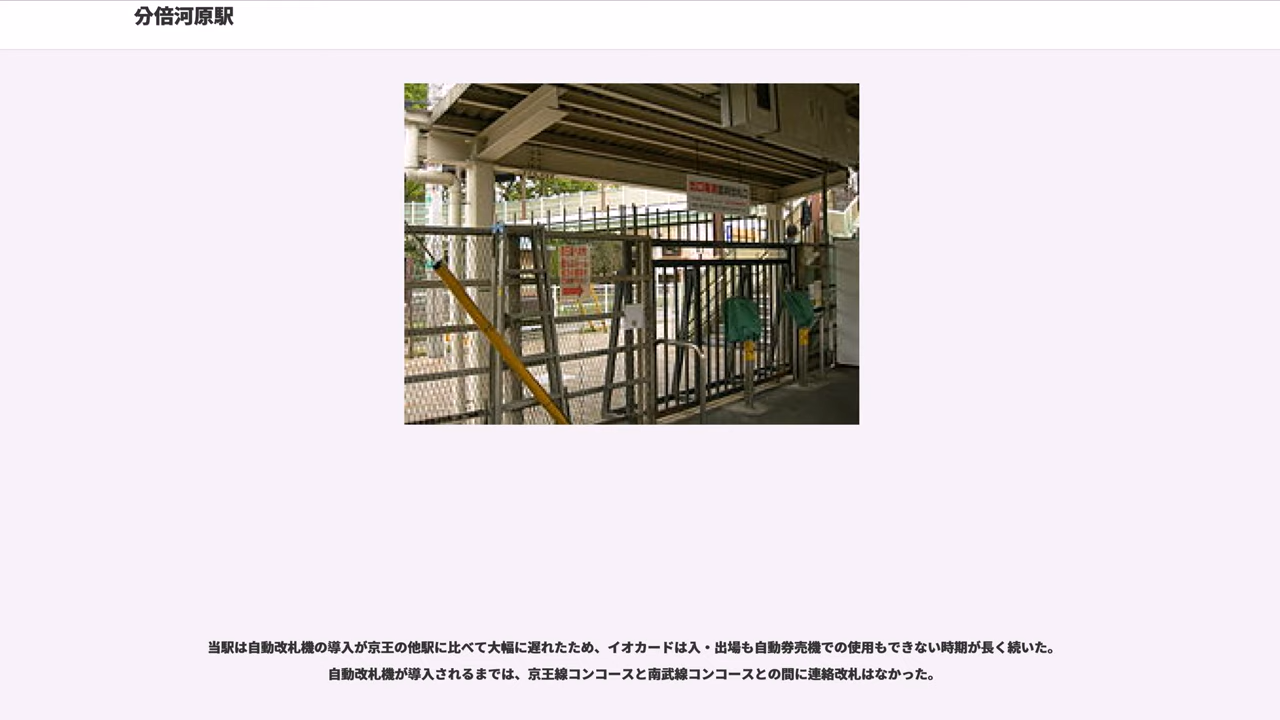 分倍河原駅
当駅は自動改札機の導入が京王の他駅に比べて大幅に遅れたため、イオカードは入・出場も自動券売機での使用もできない時期が長く続いた。
自動改札機が導入されるまでは、京王線コンコースと南武線コンコースとの間に連絡改札はなかった。